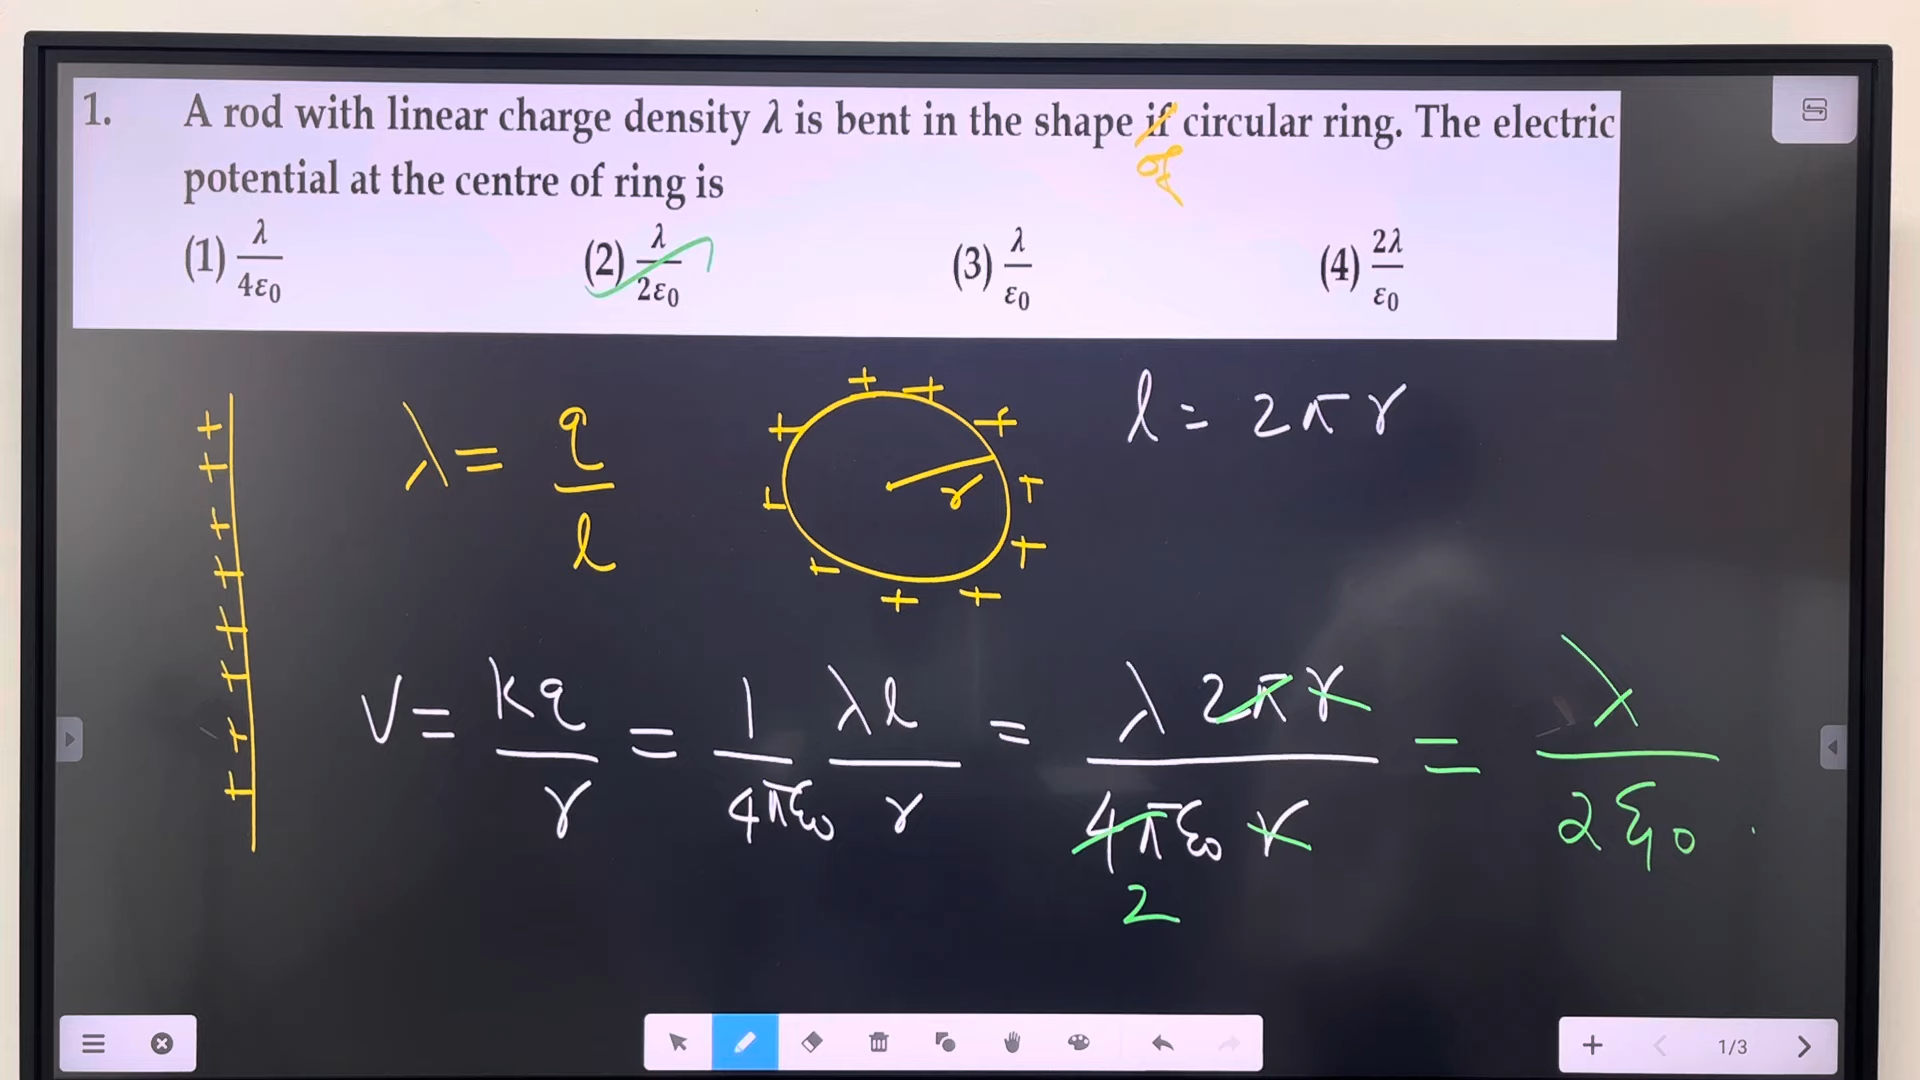 1. A rod with linear charge density λ is bent in the shape if circular ring. The electric
of
potential at the centre of ring is
(1) λ/4ε₀ (2) λ/2ε₀ (3) λ/ε₀ (4) 2λ/ε₀
λ = q/l
r
l = 2πr
V = kq/r = 1/4πε₀ λl/r = λ2πr/4πε₀r = λ/2ε₀
2
1/3